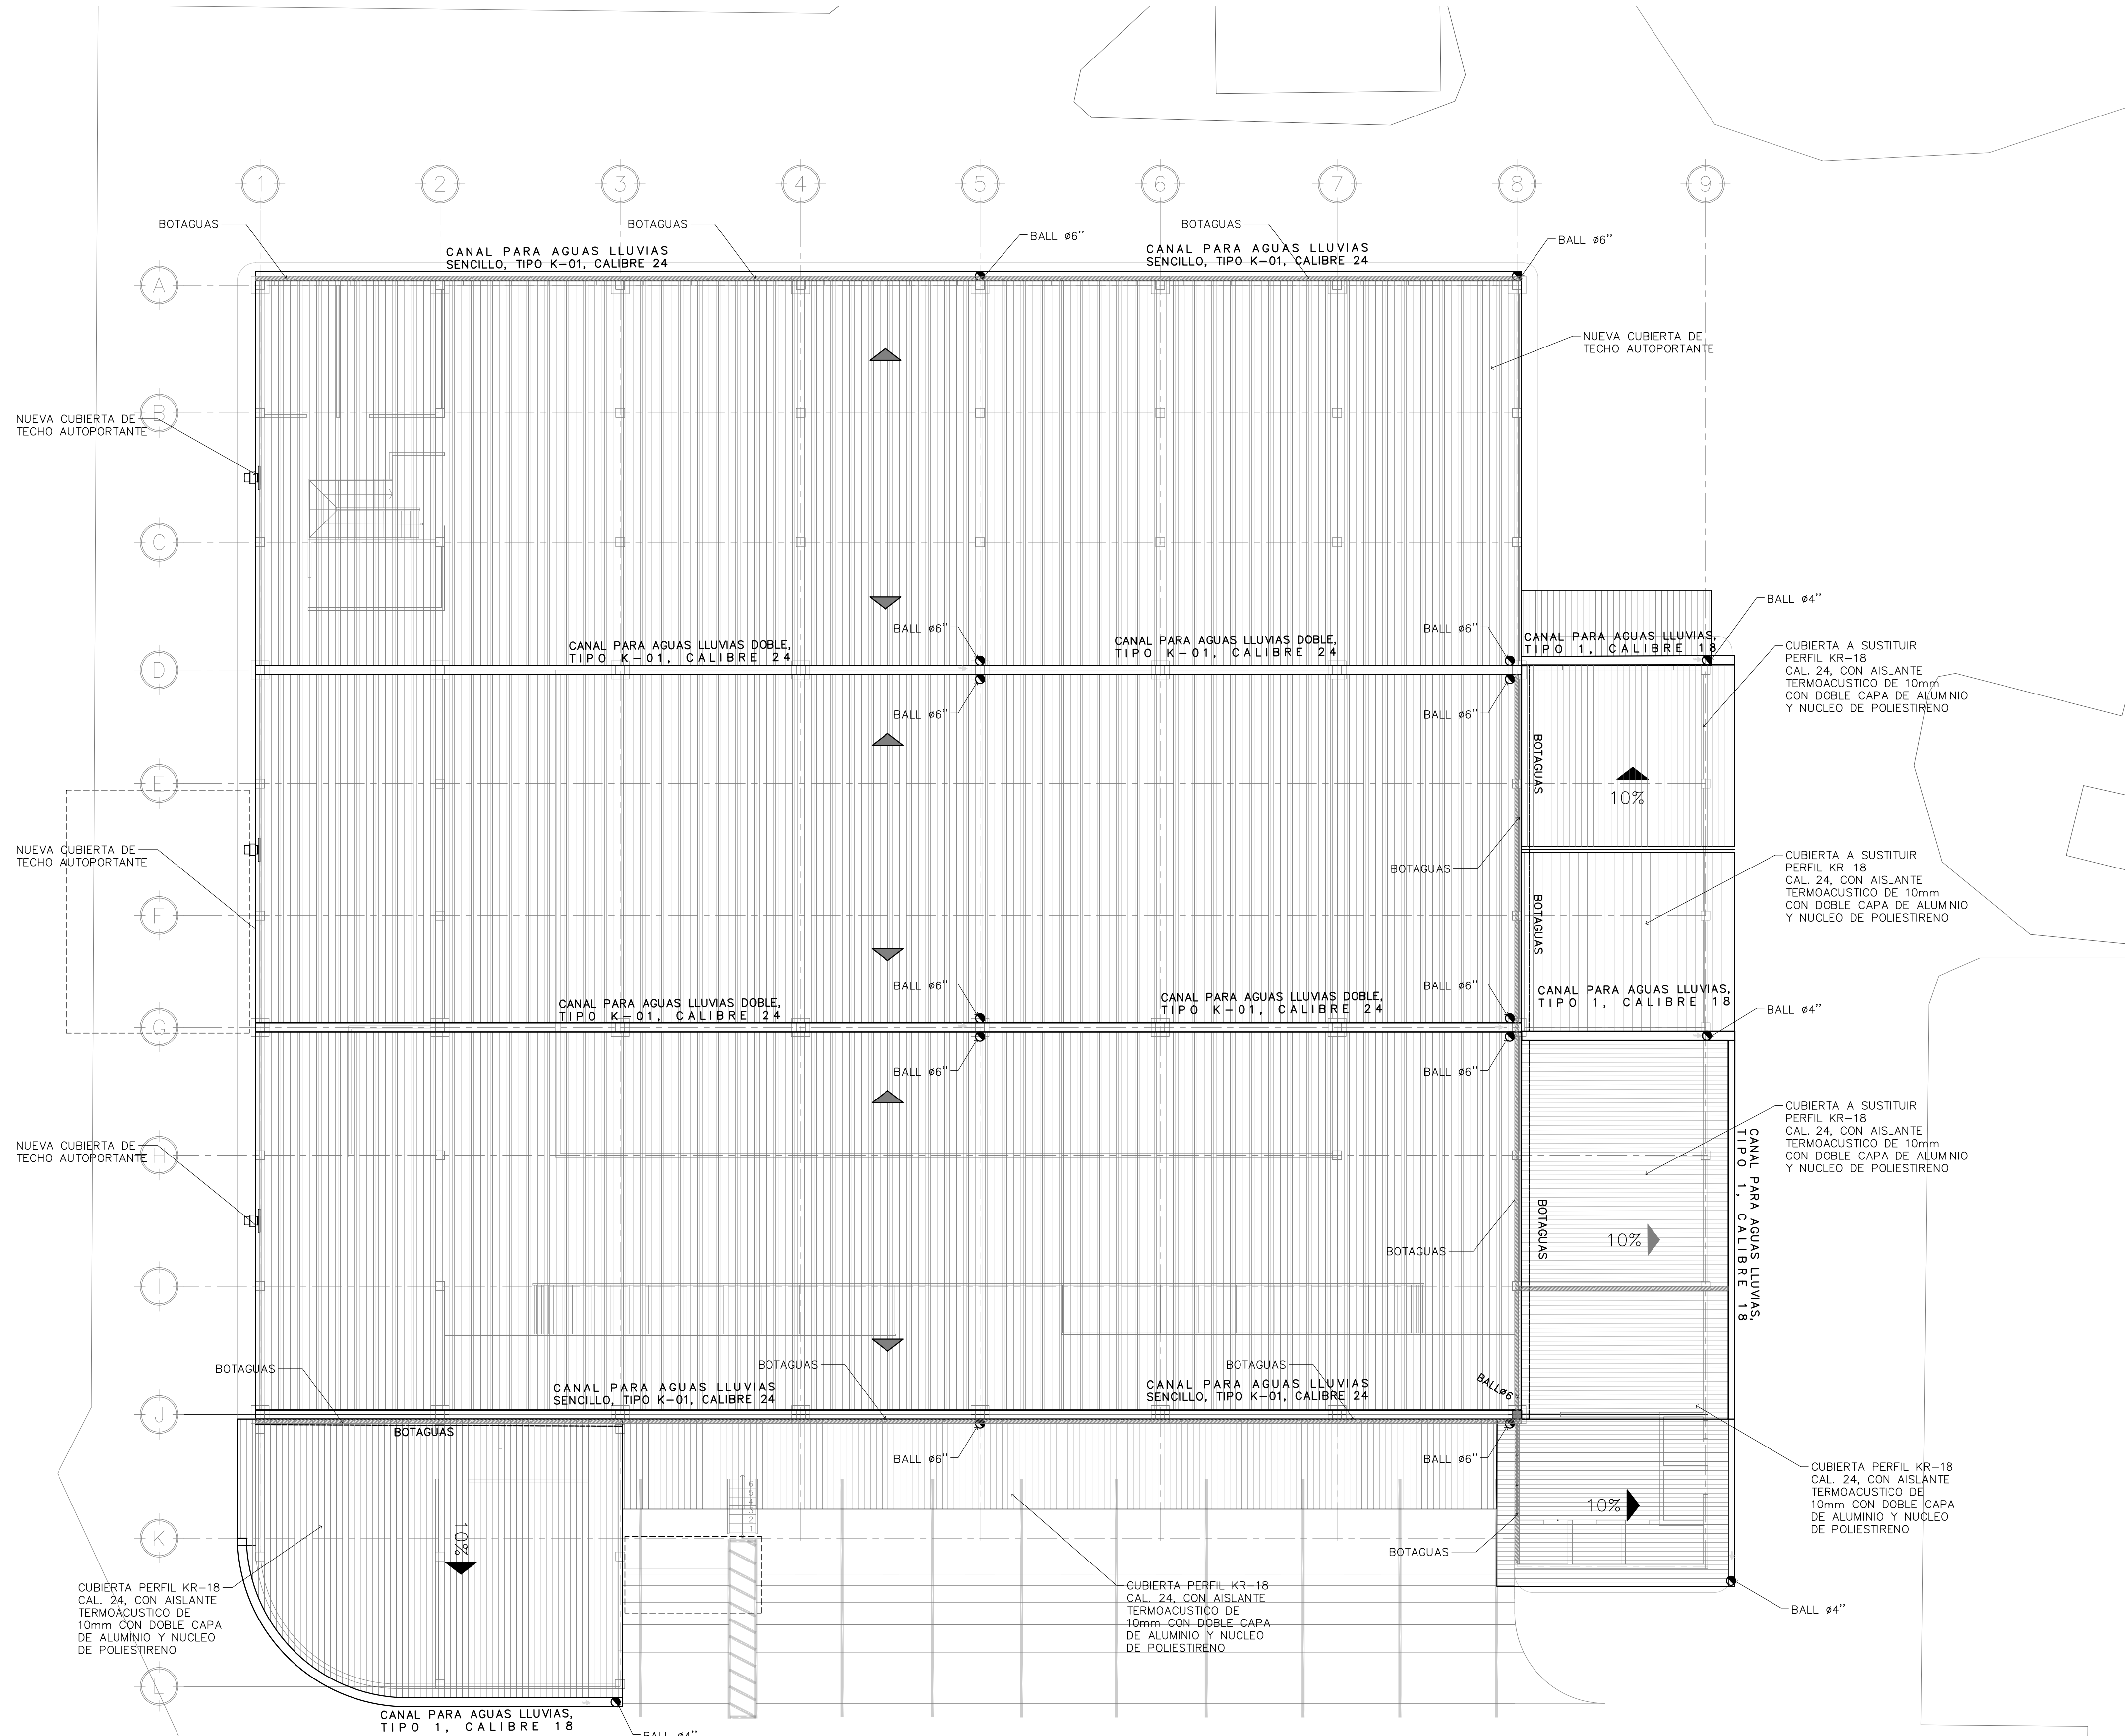 1
2
3
4
5
6
7
8
9
BOTAGUAS
BOTAGUAS
BOTAGUAS
BALL ø6"
BALL ø6"
CANAL PARA AGUAS LLUVIAS
SENCILLO, TIPO K-01, CALIBRE 24
CANAL PARA AGUAS LLUVIAS
SENCILLO, TIPO K-01, CALIBRE 24
A
NUEVA CUBIERTA DE
TECHO AUTOPORTANTE
B
NUEVA CUBIERTA DE
TECHO AUTOPORTANTE
C
BALL ø4"
BALL ø6"
BALL ø6"
CANAL PARA AGUAS LLUVIAS DOBLE,
TIPO K-01, CALIBRE 24
CANAL PARA AGUAS LLUVIAS DOBLE,
TIPO K-01, CALIBRE 24
CANAL PARA AGUAS LLUVIAS,
TIPO 1, CALIBRE 18
CUBIERTA A SUSTITUIR
PERFIL KR-18
CAL. 24, CON AISLANTE
TERMOACUSTICO DE 10mm
CON DOBLE CAPA DE ALUMINIO
Y NUCLEO DE POLIESTIRENO
D
BALL ø6"
BALL ø6"
BOTAGUAS
E
10%
NUEVA CUBIERTA DE
TECHO AUTOPORTANTE
BOTAGUAS
CUBIERTA A SUSTITUIR
PERFIL KR-18
CAL. 24, CON AISLANTE
TERMOACUSTICO DE 10mm
CON DOBLE CAPA DE ALUMINIO
Y NUCLEO DE POLIESTIRENO
F
BOTAGUAS
BALL ø6"
BALL ø6"
CANAL PARA AGUAS LLUVIAS DOBLE,
TIPO K-01, CALIBRE 24
CANAL PARA AGUAS LLUVIAS DOBLE,
TIPO K-01, CALIBRE 24
CANAL PARA AGUAS LLUVIAS,
TIPO 1, CALIBRE 18
BALL ø4"
G
BALL ø6"
BALL ø6"
CUBIERTA A SUSTITUIR
PERFIL KR-18
CAL. 24, CON AISLANTE
TERMOACUSTICO DE 10mm
CON DOBLE CAPA DE ALUMINIO
Y NUCLEO DE POLIESTIRENO
NUEVA CUBIERTA DE
TECHO AUTOPORTANTE
H
CANAL PARA AGUAS LLUVIAS,
TIPO 1, CALIBRE 18
BOTAGUAS
BOTAGUAS
10%
I
BOTAGUAS
BOTAGUAS
BOTAGUAS
CANAL PARA AGUAS LLUVIAS
SENCILLO, TIPO K-01, CALIBRE 24
CANAL PARA AGUAS LLUVIAS
SENCILLO, TIPO K-01, CALIBRE 24
BALLø6"
J
BOTAGUAS
BALL ø6"
BALL ø6"
CUBIERTA PERFIL KR-18
CAL. 24, CON AISLANTE
TERMOACUSTICO DE
10mm CON DOBLE CAPA
DE ALUMINIO Y NUCLEO
DE POLIESTIRENO
6
5
4
3
2
1
10%
K
10%
BOTAGUAS
CUBIERTA PERFIL KR-18
CAL. 24, CON AISLANTE
TERMOACUSTICO DE
10mm CON DOBLE CAPA
DE ALUMINIO Y NUCLEO
DE POLIESTIRENO
CUBIERTA PERFIL KR-18
CAL. 24, CON AISLANTE
TERMOACUSTICO DE
10mm CON DOBLE CAPA
DE ALUMINIO Y NUCLEO
DE POLIESTIRENO
BALL ø4"
L
CANAL PARA AGUAS LLUVIAS,
TIPO 1, CALIBRE 18
BALL ø4"